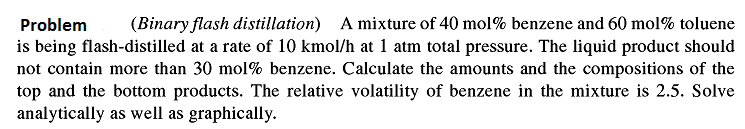 Problem (Binary flash distillation) A mixture of 40 mol% benzene and 60 mol% toluene
is being flash-distilled at a rate of 10 kmol/h at 1 atm total pressure. The liquid product should
not contain more than 30 mol% benzene. Calculate the amounts and the compositions of the
top and the bottom products. The relative volatility of benzene in the mixture is 2.5. Solve
analytically as well as graphically.